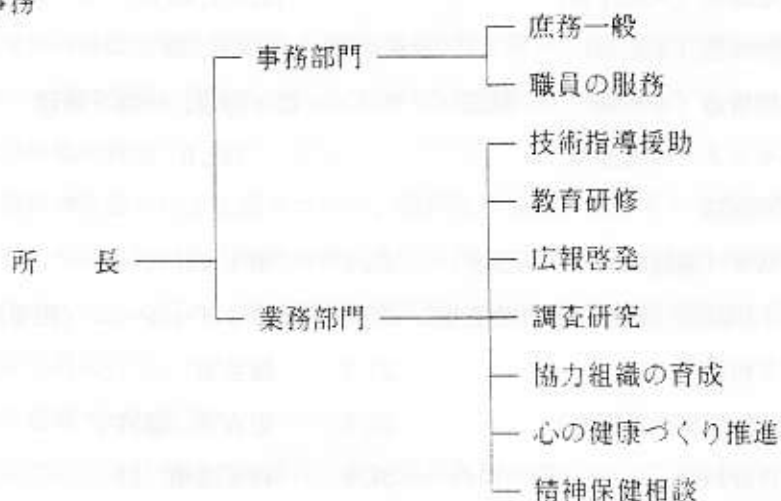 庶務一般
事務部門
職員の服務
技術指導援助
教育研修
所長
広報啓発
業務部門
調査研究
協力組織の育成
心の健康づくり推進
精神保健相談